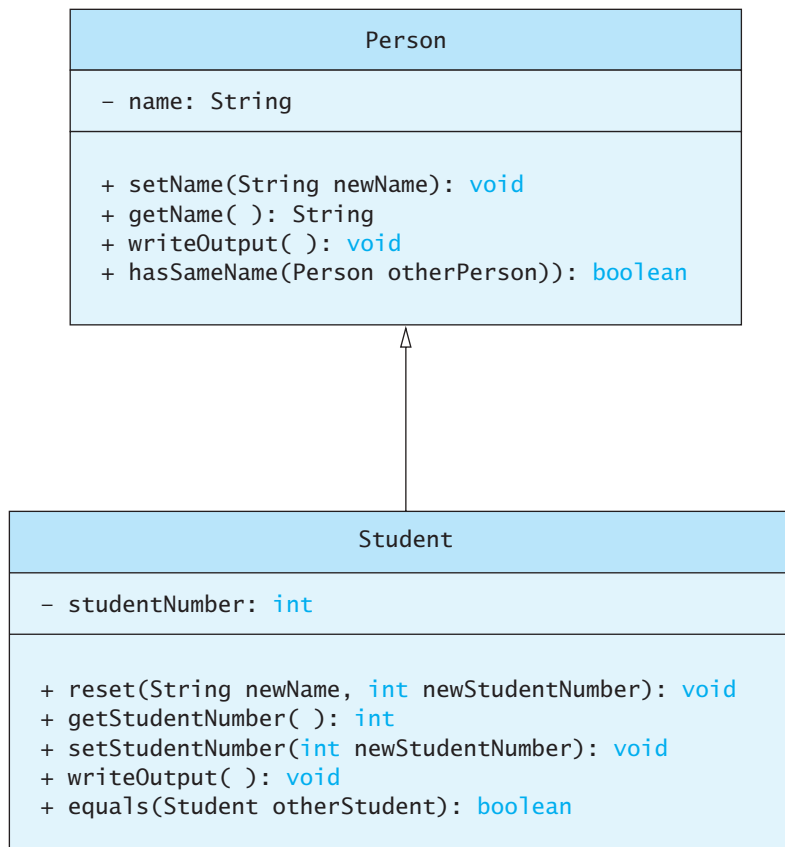 Person
– name: String
+ setName(String newName): void
+ getName( ): String
+ writeOutput( ): void
+ hasSameName(Person otherPerson)): boolean
Student
– studentNumber: int
+ reset(String newName, int newStudentNumber): void
+ getStudentNumber( ): int
+ setStudentNumber(int newStudentNumber): void
+ writeOutput( ): void
+ equals(Student otherStudent): boolean